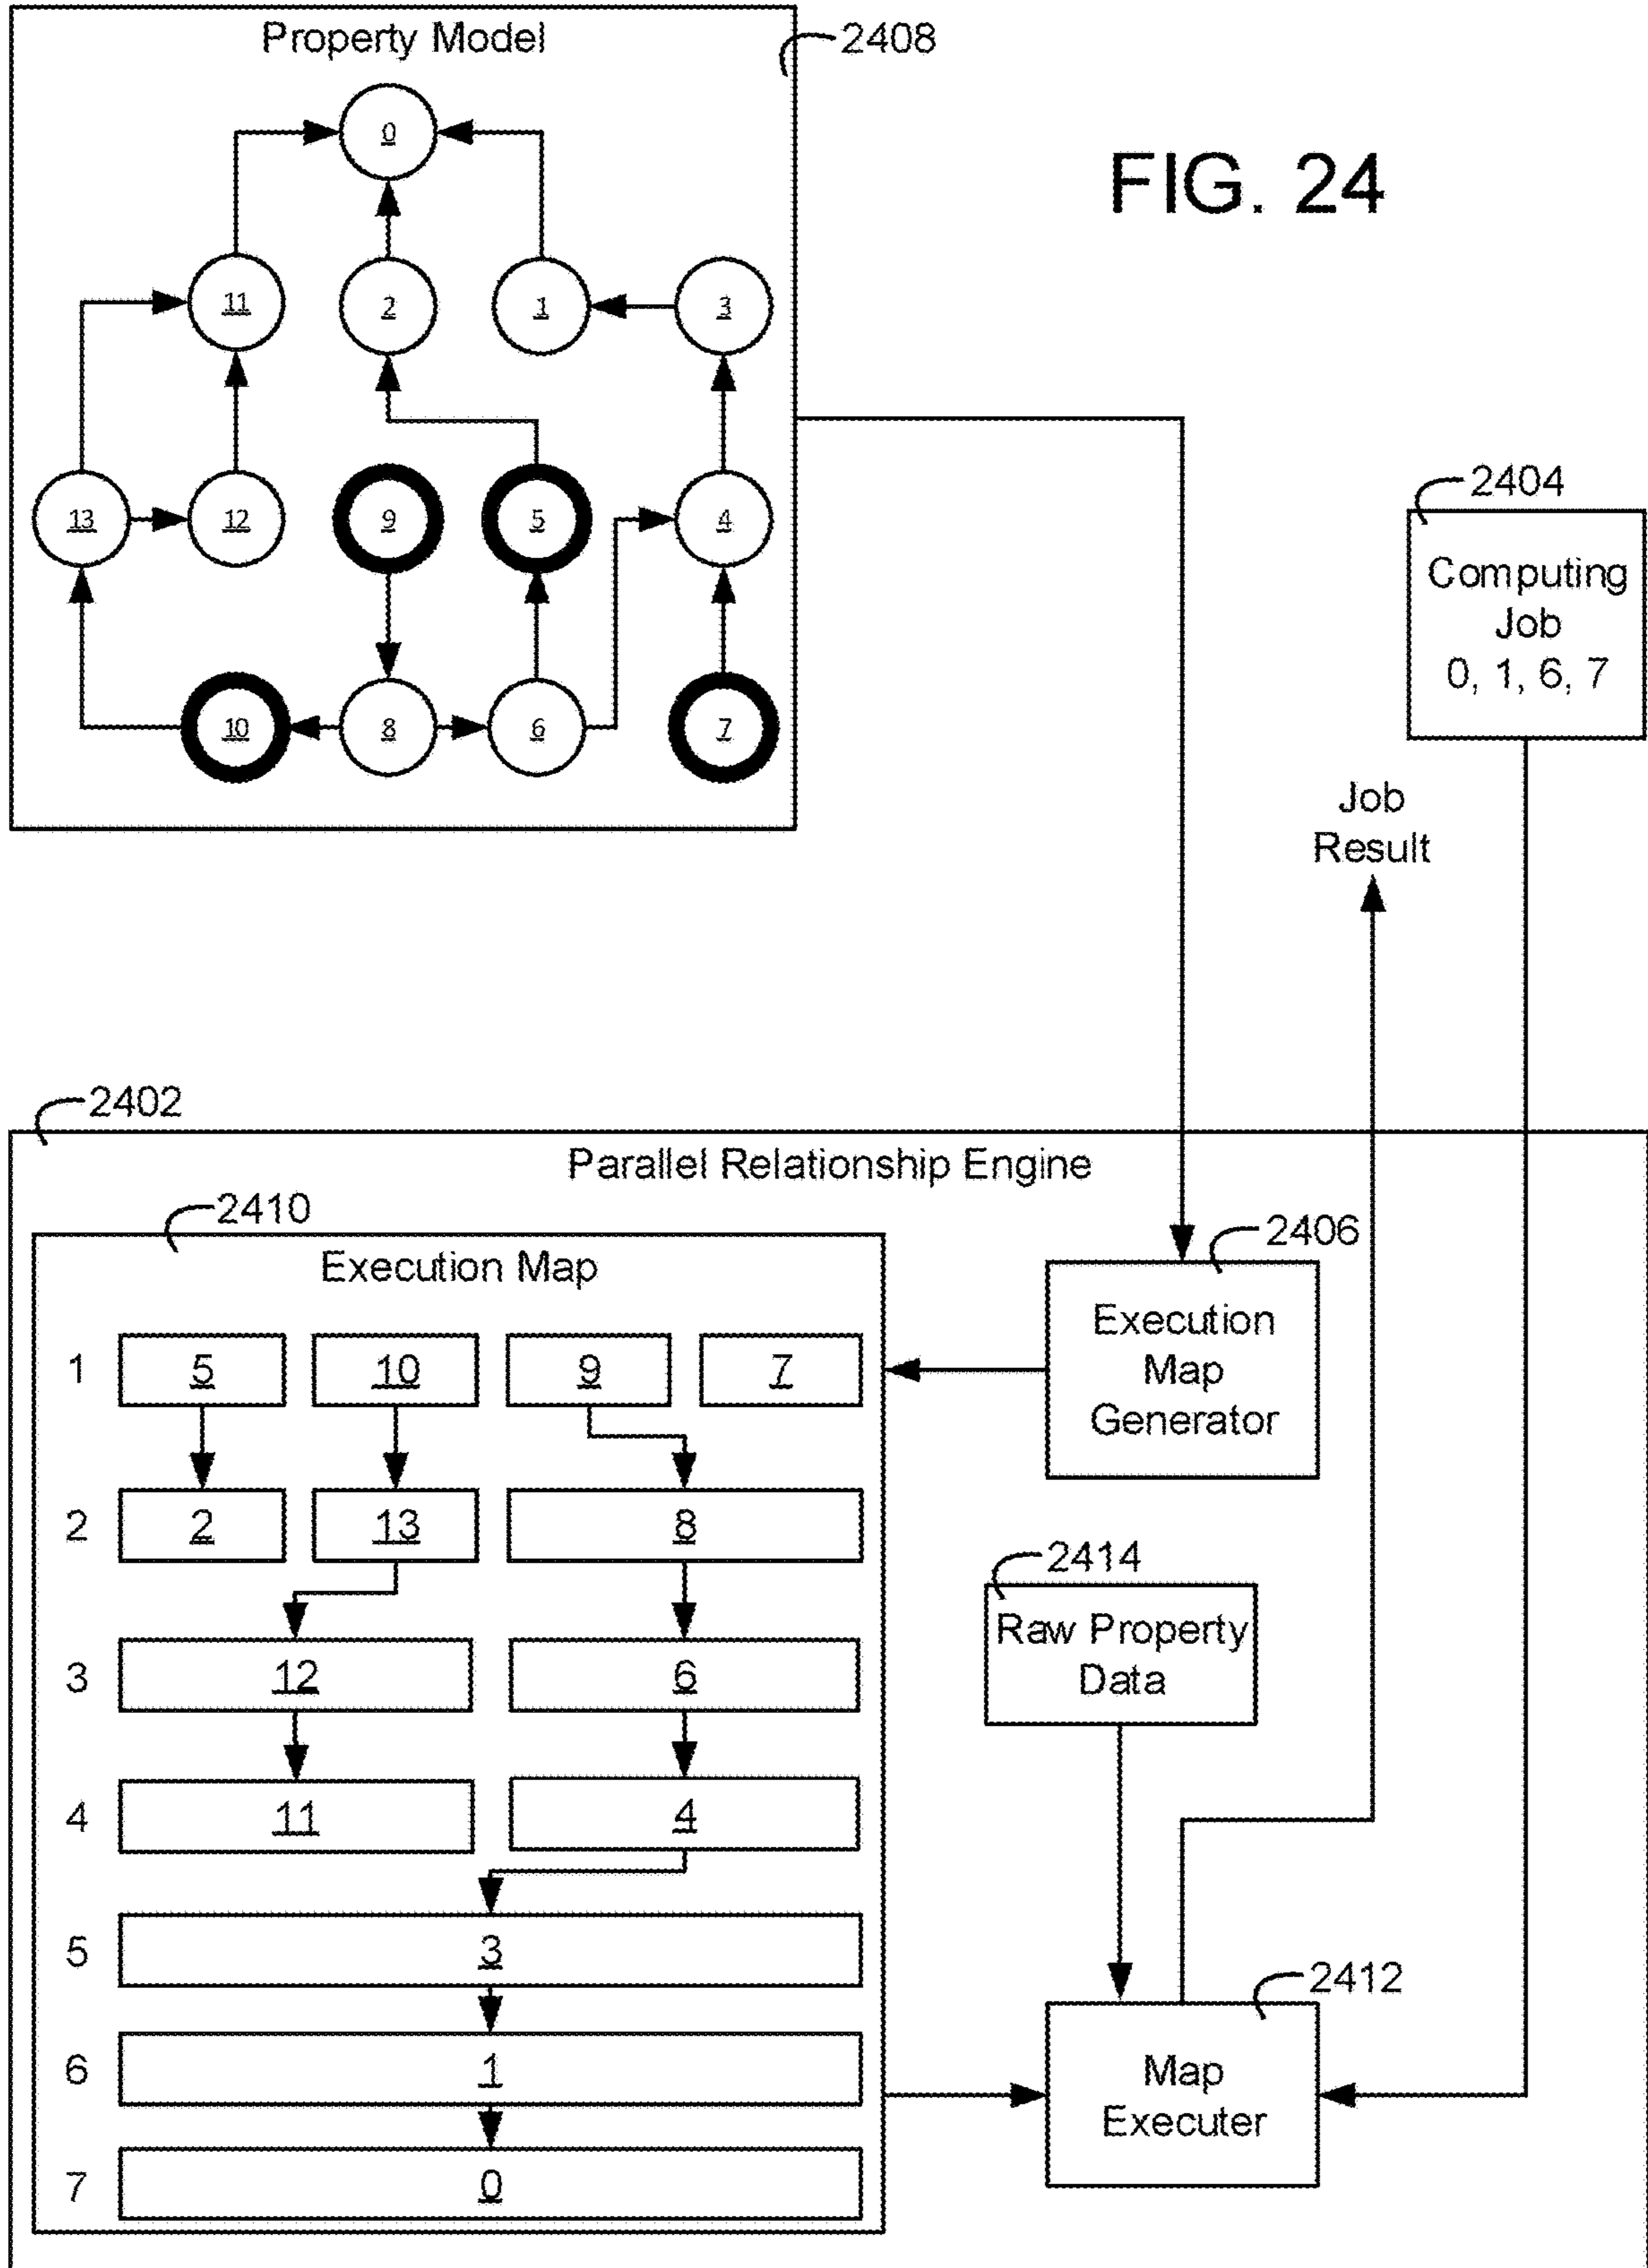 Property Model
2408
0
FIG. 24
11
2
1
3
13
12
9
5
4
10
8
6
7
2404
Computing
Job
0, 1, 6, 7
Job
Result
2402
Parallel Relationship Engine
2410
Execution Map
2406
Execution
Map
Generator
1
5
10
9
7
2
2
13
8
2414
Raw Property
Data
3
12
6
4
11
4
5
3
2412
Map
Executer
6
1
7
0